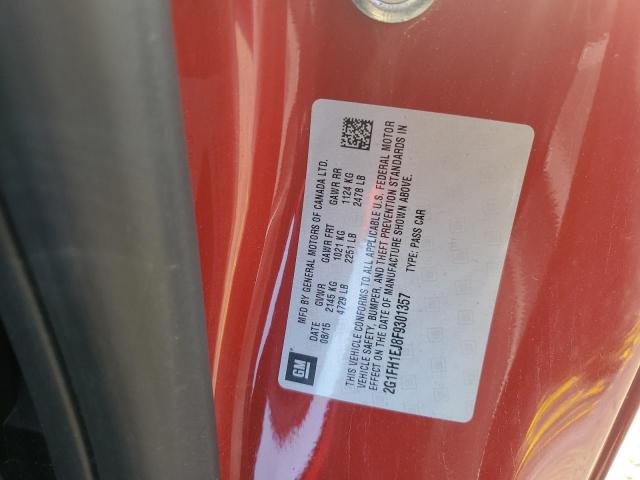 GM
MFD BY GENERAL MOTORS OF CANADA LTD.
DATE GVWR GAWR FRT GAWR RR
08/15 2145 KG 1021 KG 1124 KG
4729 LB 2251 LB 2478 LB
THIS VEHICLE CONFORMS TO ALL APPLICABLE U.S. FEDERAL MOTOR
VEHICLE SAFETY, BUMPER, AND THEFT PREVENTION STANDARDS IN
EFFECT ON THE DATE OF MANUFACTURE SHOWN ABOVE.
2G1FH1EJ8F9301357 TYPE: PASS CAR